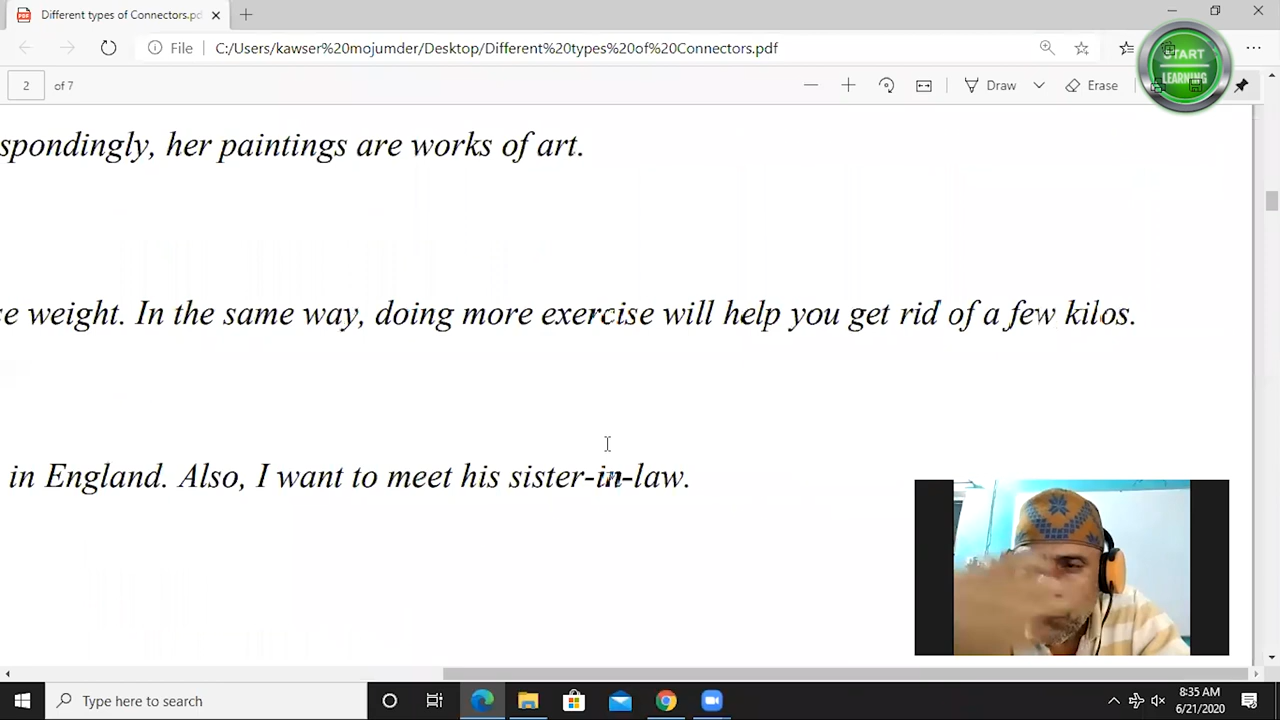 Different types of Connectors.pd
File C:/Users/kawser%20mojumder/Desktop/Different%20types%20of%20Connectors.pdf
START
LEARNING
2 of 7
Draw
Erase
spondingly, her paintings are works of art.
se weight. In the same way, doing more exercise will help you get rid of a few kilos.
in England. Also, I want to meet his sister-in-law.
Type here to search
8:35 AM
6/21/2020